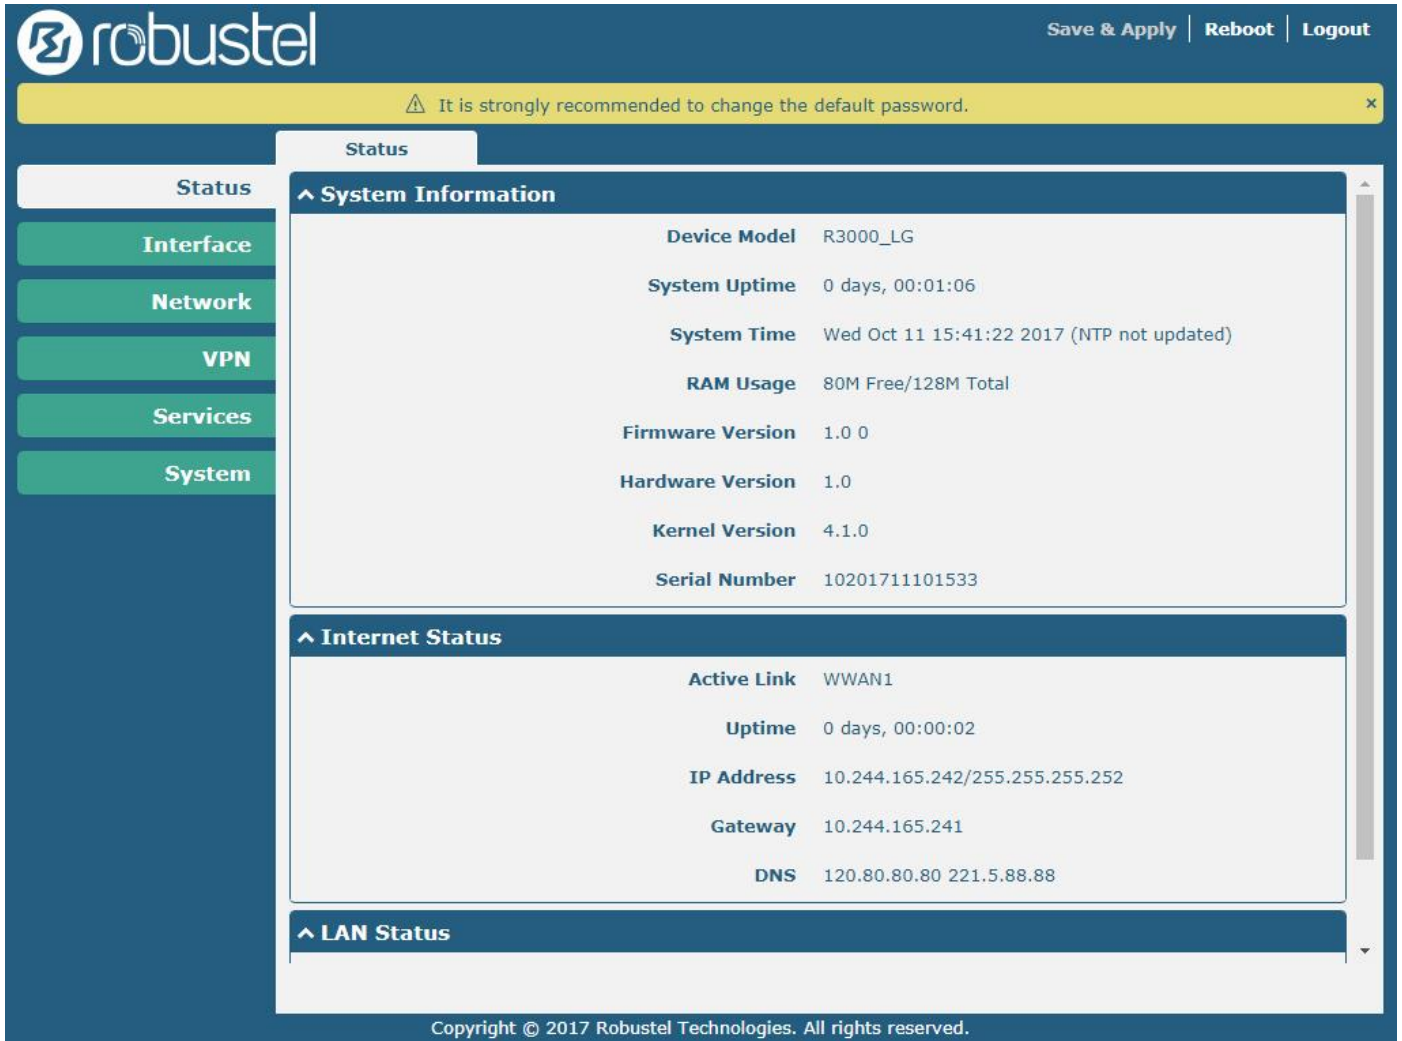 robustel
Save & Apply | Reboot | Logout
⚠ It is strongly recommended to change the default password. ×
Status
Status
Interface
Network
VPN
Services
System
System Information
Device Model R3000_LG
System Uptime 0 days, 00:01:06
System Time Wed Oct 11 15:41:22 2017 (NTP not updated)
RAM Usage 80M Free/128M Total
Firmware Version 1.0 0
Hardware Version 1.0
Kernel Version 4.1.0
Serial Number 10201711101533
Internet Status
Active Link WWAN1
Uptime 0 days, 00:00:02
IP Address 10.244.165.242/255.255.255.252
Gateway 10.244.165.241
DNS 120.80.80.80 221.5.88.88
LAN Status
Copyright © 2017 Robustel Technologies. All rights reserved.